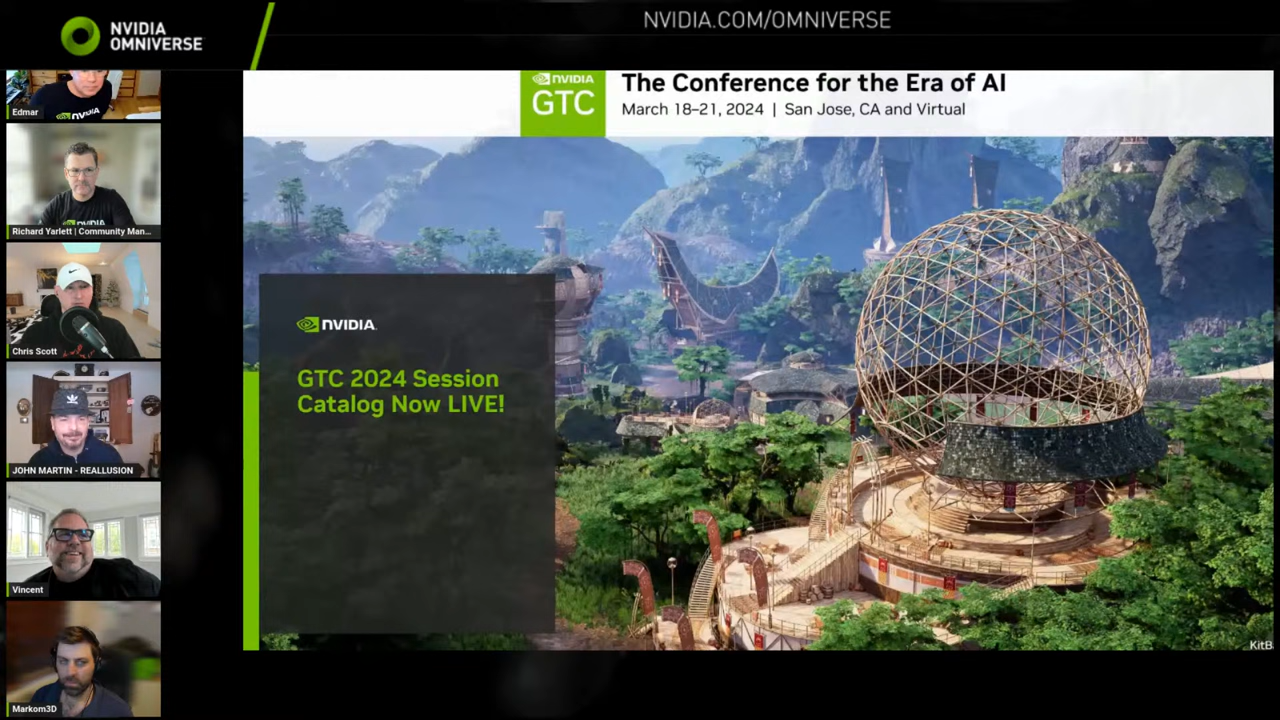 NVIDIA
OMNIVERSE
NVIDIA.COM/OMNIVERSE
Edmar
Richard Yarlett | Community Man...
Chris Scott
JOHN MARTIN - REALLUSION
Vincent
Markom3D
NVIDIA
GTC
The Conference for the Era of AI
March 18–21, 2024 | San Jose, CA and Virtual
NVIDIA
GTC 2024 Session
Catalog Now LIVE!
KitB